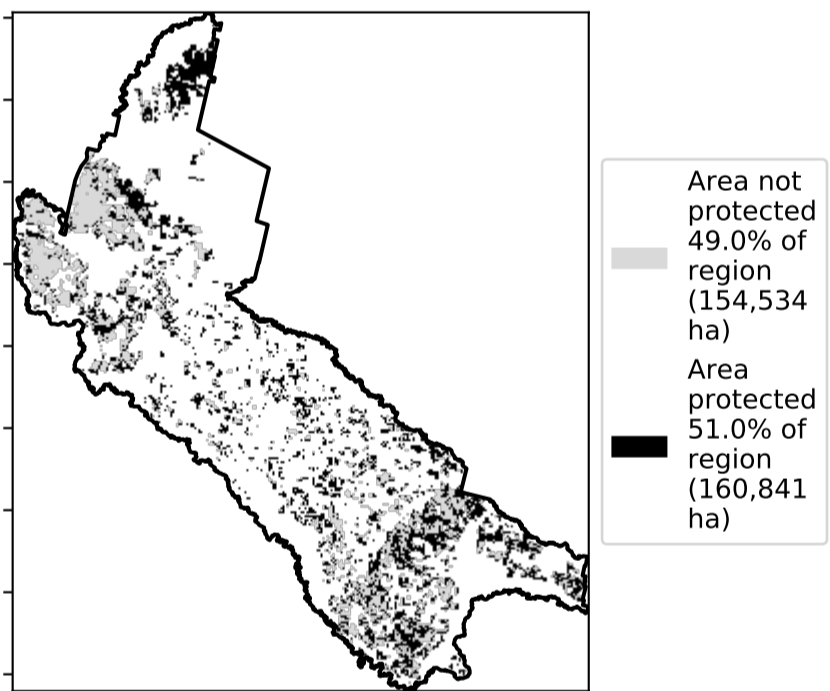 Area not
protected
49.0% of
region
(154,534
ha)
Area
protected
51.0% of
region
(160,841
ha)